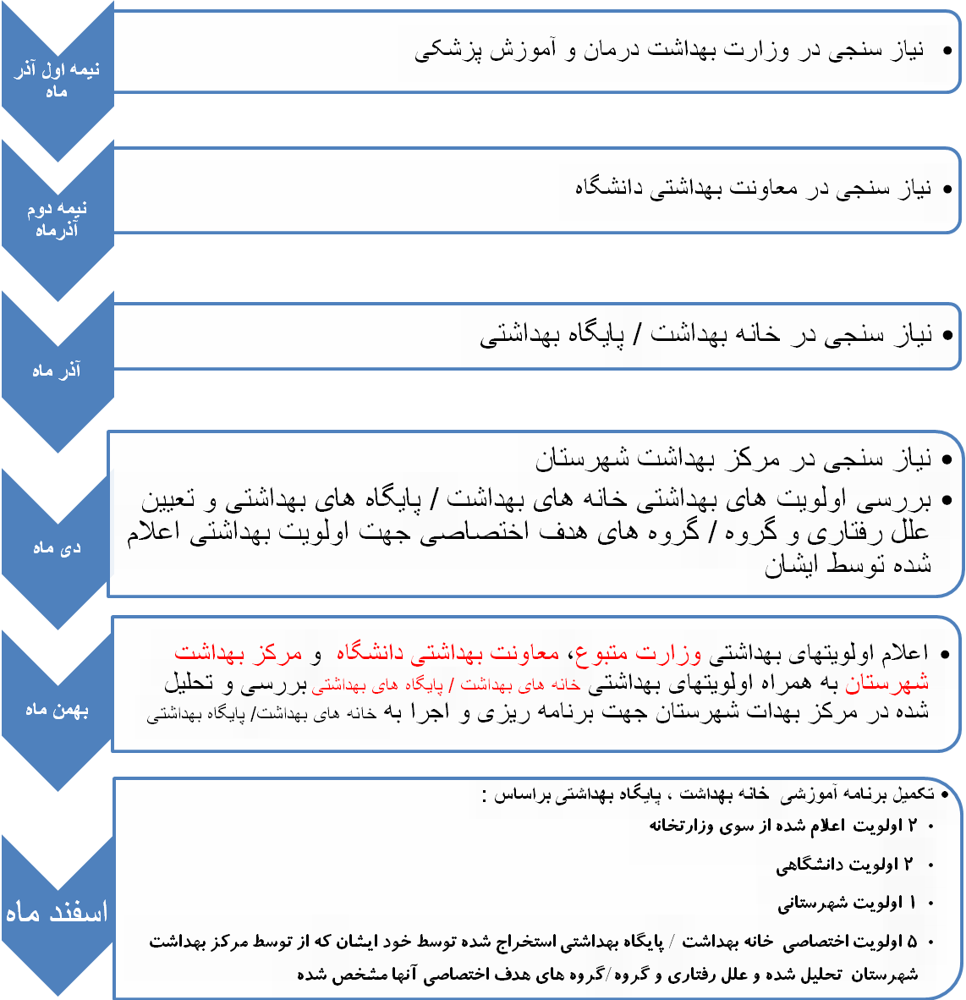 نیمه اول آذر
ماه
• نیاز سنجی در وزارت بهداشت درمان و آموزش پزشکی
نیمه دوم
آذرماه
• نیاز سنجی در معاونت بهداشتی دانشگاه
آذر ماه
• نیاز سنجی در خانه بهداشت / پایگاه بهداشتی
دی ماه
• نیاز سنجی در مرکز بهداشت شهرستان
• بررسی اولویت های بهداشتی خانه های بهداشت / پایگاه های بهداشتی و تعیین
علل رفتاری و گروه / گروه های هدف اختصاصی جهت اولویت بهداشتی اعلام
شده توسط ایشان
بهمن ماه
• اعلام اولویتهای بهداشتی وزارت متبوع، معاونت بهداشتی دانشگاه و مرکز بهداشت
شهرستان به همراه اولویتهای بهداشتی خانه های بهداشت / پایگاه های بهداشتی بررسی و تحلیل
شده در مرکز بهدات شهرستان جهت برنامه ریزی و اجرا به خانه های بهداشت/ پایگاه بهداشتی
اسفند ماه
• تکمیل برنامه آموزشی خانه بهداشت ، پایگاه بهداشتی براساس :
• ۲ اولویت اعلام شده از سوی وزارتخانه
• ۲ اولویت دانشگاهی
• ۱ اولویت شهرستانی
• ۵ اولویت اختصاصی خانه بهداشت / پایگاه بهداشتی استخراج شده توسط خود ایشان که از توسط مرکز بهداشت
شهرستان تحلیل شده و علل رفتاری و گروه /گروه های هدف اختصاصی آنها مشخص شده